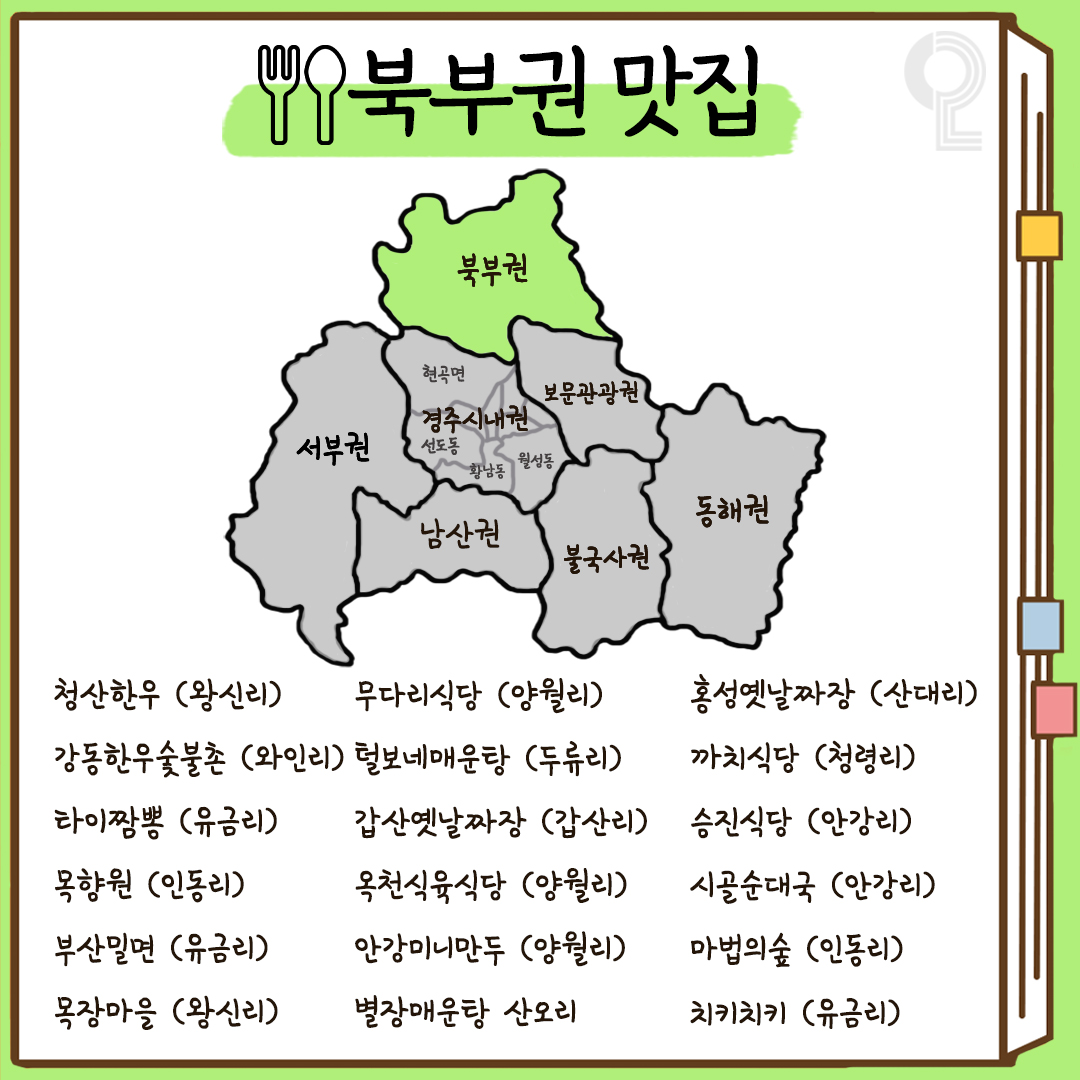 북부권 맛집
북부권
현곡면
보문관광권
경주시내권
서부권
선도동
월성동
황남동
동해권
남산권
불국사권
청산한우 (왕신리)
강동한우숯불촌 (와인리)
타이짬뽕 (유금리)
목향원 (인동리)
부산밀면 (유금리)
목장마을 (왕신리)
무다리식당 (양월리)
털보네매운탕 (두류리)
갑산옛날짜장 (갑산리)
옥천식육식당 (양월리)
안강미니만두 (양월리)
별장매운탕 산오리
홍성옛날짜장 (산대리)
까치식당 (청령리)
승진식당 (안강리)
시골순대국 (안강리)
마법의숲 (인동리)
치키치키 (유금리)